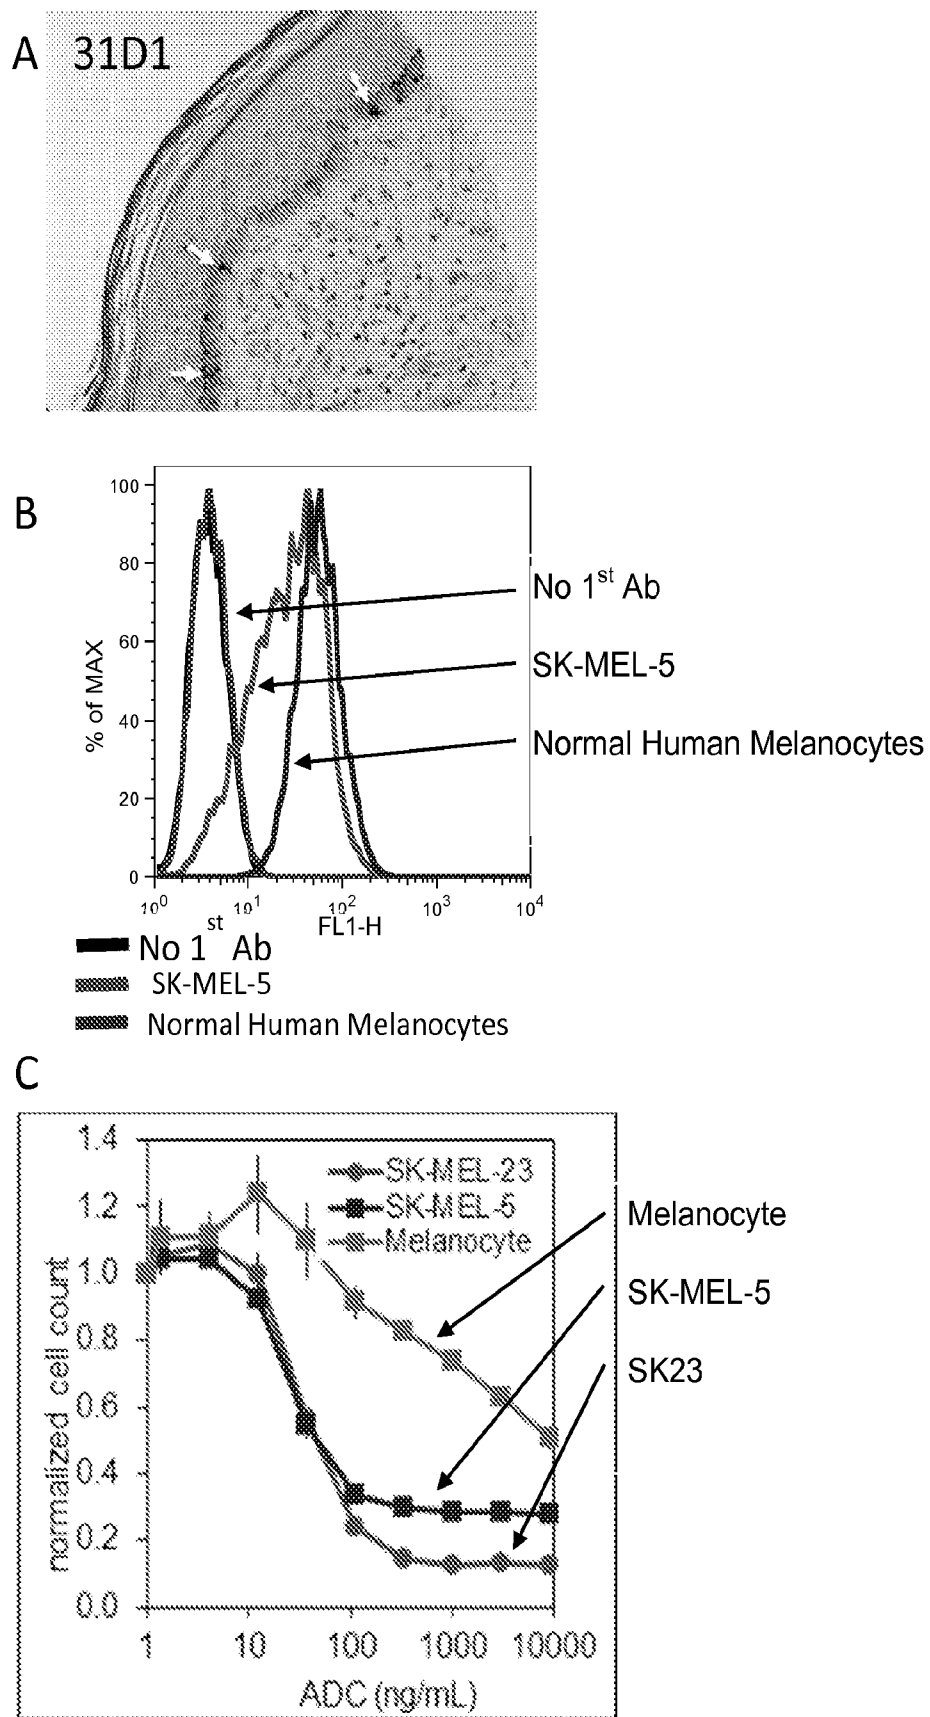 A 31D1
B
100
80
60
40
20
0
% of MAX
10^0 10^1 10^2 10^3 10^4
FL1-H
No 1st Ab
SK-MEL-5
Normal Human Melanocytes
No 1st Ab
SK-MEL-5
Normal Human Melanocytes
C
1.4
1.2
1.0
0.8
0.6
0.4
0.2
0.0
normalized cell count
SK-MEL-23
SK-MEL-5
Melanocyte
Melanocyte
SK-MEL-5
SK23
1 10 100 1000 10000
ADC (ng/mL)